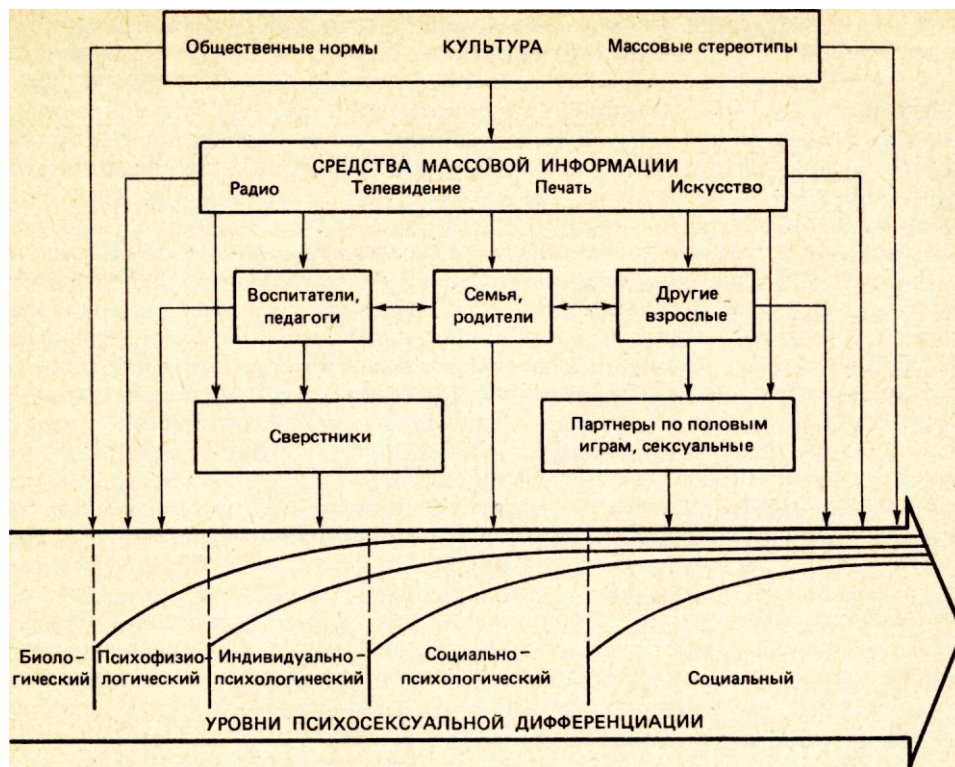 Общественные нормы КУЛЬТУРА Массовые стереотипы
СРЕДСТВА МАССОВОЙ ИНФОРМАЦИИ
Радио Телевидение Печать Искусство
Воспитатели,
педагоги
Семья,
родители
Другие
взрослые
Сверстники
Партнеры по половым
играм, сексуальные
Биоло-
гический
Психофизио-
логический
Индивидуально-
психологический
Социально-
психологический
Социальный
УРОВНИ ПСИХОСЕКСУАЛЬНОЙ ДИФФЕРЕНЦИАЦИИ